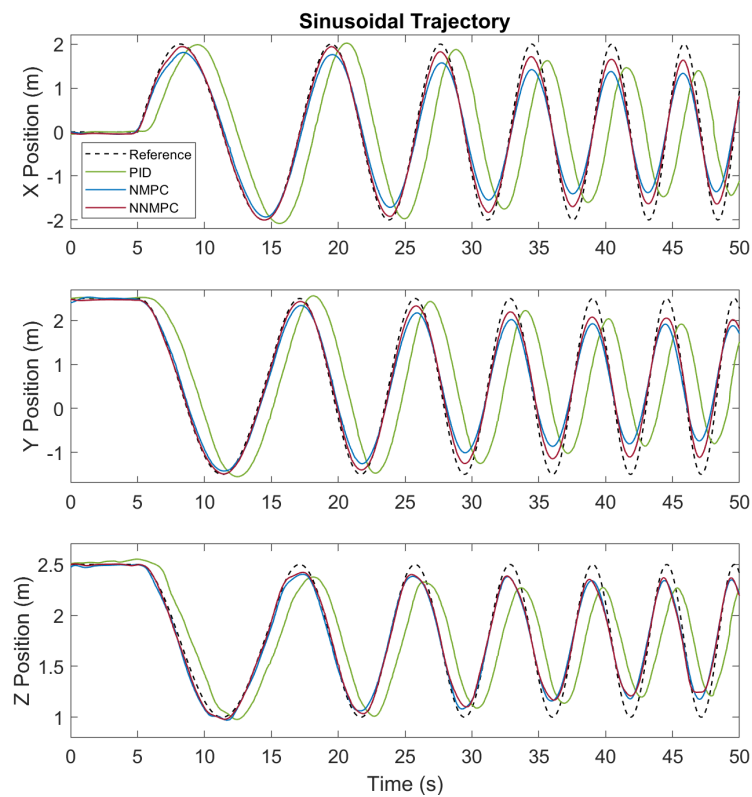 Sinusoidal Trajectory
X Position (m)
2
1
0
-1
-2
Reference
PID
NMPC
NNMPC
0 5 10 15 20 25 30 35 40 45 50
Y Position (m)
2
1
0
-1
0 5 10 15 20 25 30 35 40 45 50
Z Position (m)
2.5
2
1.5
1
0 5 10 15 20 25 30 35 40 45 50
Time (s)